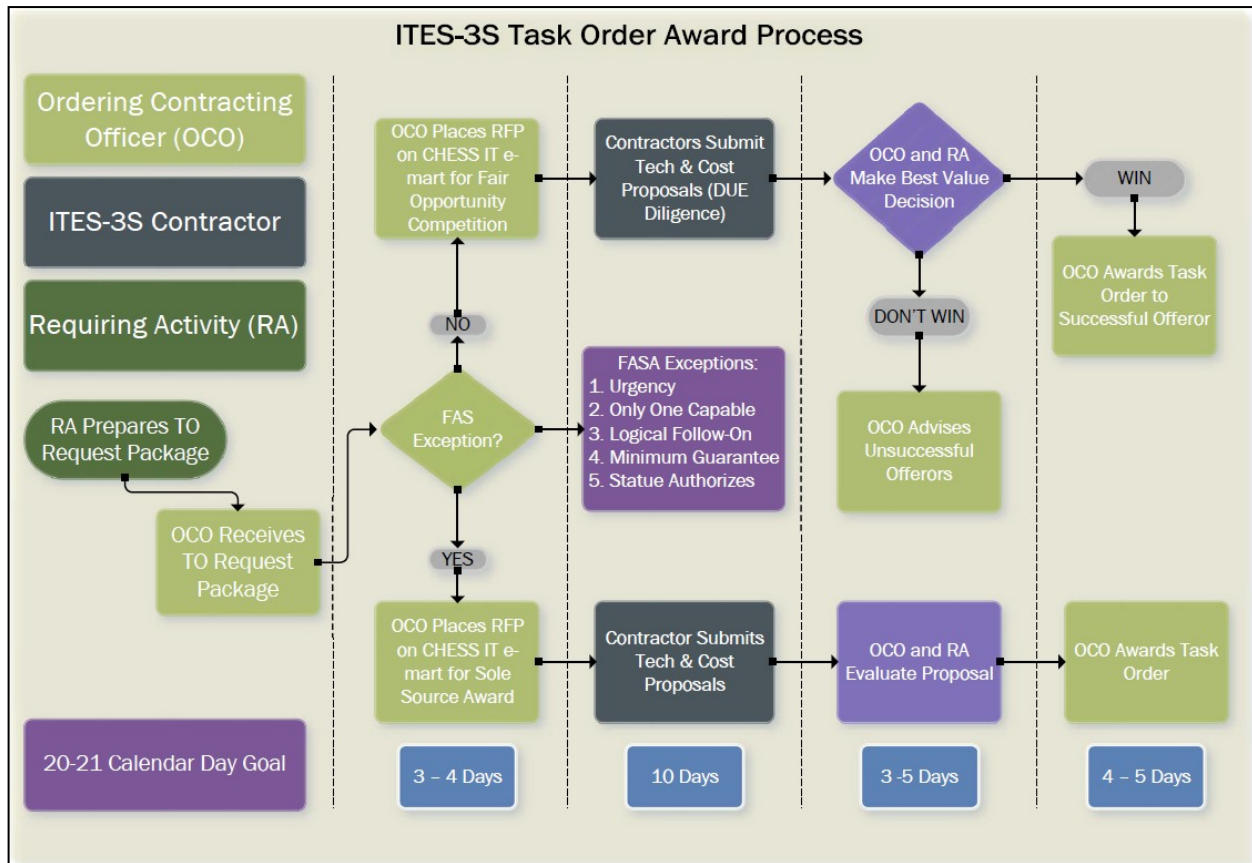 ITES-3S Task Order Award Process
Ordering Contracting
Officer (OCO)
ITES-3S Contractor
Requiring Activity (RA)
RA Prepares TO
Request Package
OCO Receives
TO Request
Package
20-21 Calendar Day Goal
OCO Places RFP
on CHESS IT e-
mart for Fair
Opportunity
Competition
NO
FAS
Exception?
YES
OCO Places RFP
on CHESS IT e-
mart for Sole
Source Award
3 – 4 Days
Contractors Submit
Tech & Cost
Proposals (DUE
Diligence)
FASA Exceptions:
1. Urgency
2. Only One Capable
3. Logical Follow-On
4. Minimum Guarantee
5. Statue Authorizes
Contractor Submits
Tech & Cost
Proposals
10 Days
OCO and RA
Make Best Value
Decision
DON'T WIN
OCO Advises
Unsuccessful
Offerors
OCO and RA
Evaluate Proposal
3 -5 Days
WIN
OCO Awards Task
Order to
Successful Offeror
OCO Awards Task
Order
4 – 5 Days